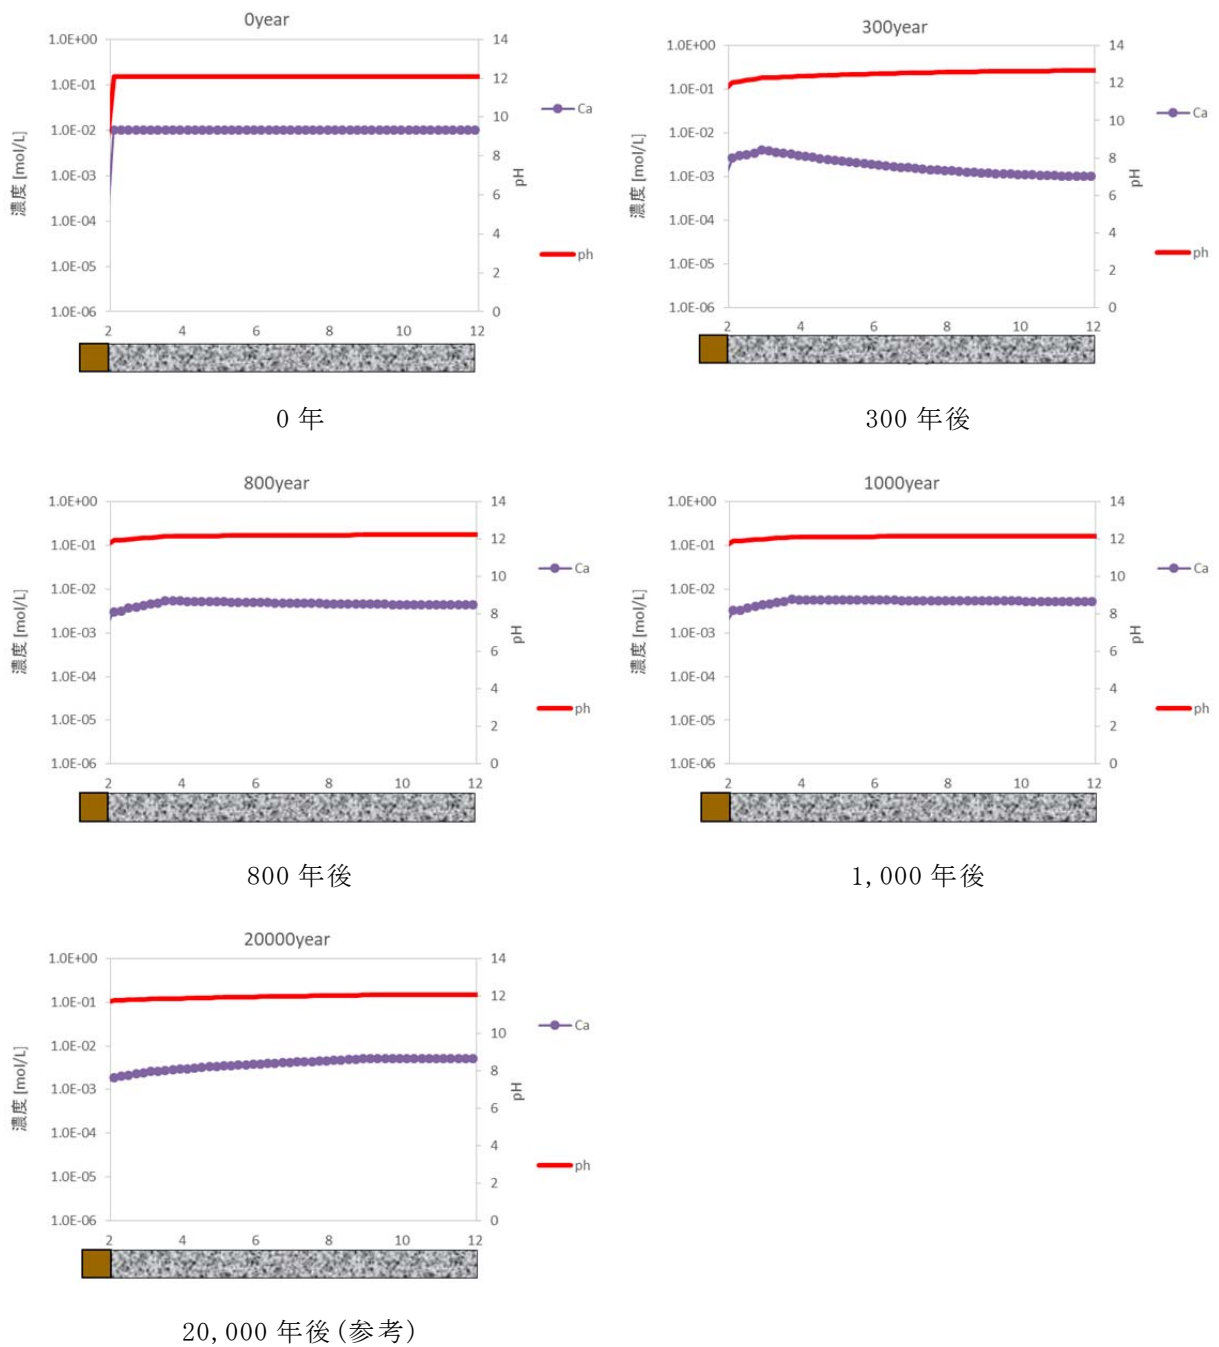 0year
1.0E+00
1.0E-01
1.0E-02
1.0E-03
1.0E-04
1.0E-05
1.0E-06
濃度 [mol/L]
14
12
10
8
6
4
2
0
pH
Ca
ph
2 4 6 8 10 12
0 年
300year
1.0E+00
1.0E-01
1.0E-02
1.0E-03
1.0E-04
1.0E-05
1.0E-06
濃度 [mol/L]
14
12
10
8
6
4
2
0
pH
Ca
ph
2 4 6 8 10 12
300 年後
800year
1.0E+00
1.0E-01
1.0E-02
1.0E-03
1.0E-04
1.0E-05
1.0E-06
濃度 [mol/L]
14
12
10
8
6
4
2
0
pH
Ca
ph
2 4 6 8 10 12
800 年後
1000year
1.0E+00
1.0E-01
1.0E-02
1.0E-03
1.0E-04
1.0E-05
1.0E-06
濃度 [mol/L]
14
12
10
8
6
4
2
0
pH
Ca
ph
2 4 6 8 10 12
1,000 年後
20000year
1.0E+00
1.0E-01
1.0E-02
1.0E-03
1.0E-04
1.0E-05
1.0E-06
濃度 [mol/L]
14
12
10
8
6
4
2
0
pH
Ca
ph
2 4 6 8 10 12
20,000 年後(参考)